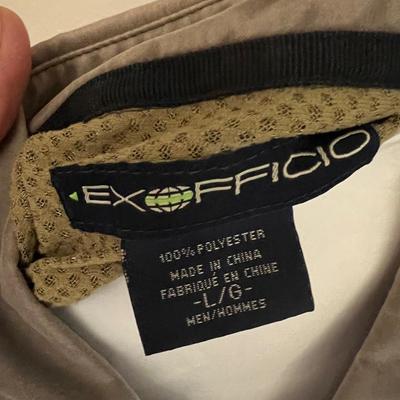 EXOFFICIO
100% POLYESTER
MADE IN CHINA
FABRIQUÉ EN CHINE
-L/G-
MEN/HOMMES